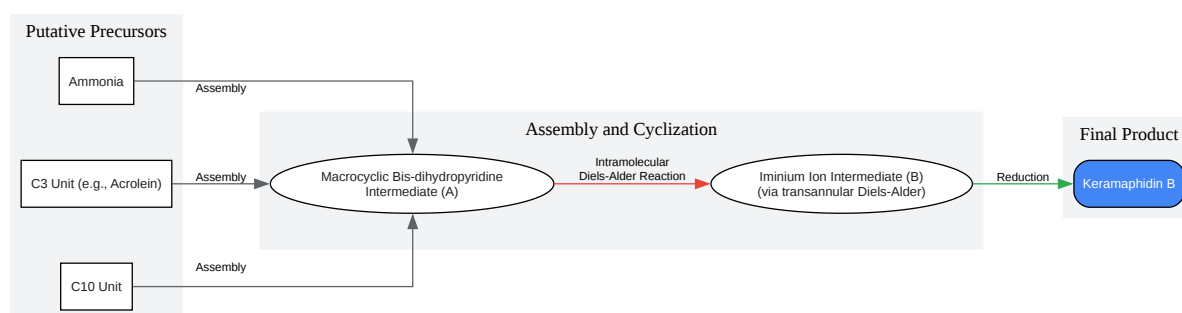 Putative Precursors
Ammonia
Assembly
Assembly and Cyclization
Final Product
C3 Unit (e.g., Acrolein)
Assembly
Macrocyclic Bis-dihydropyridine
Intermediate (A)
Intramolecular
Diels-Alder Reaction
Iminium Ion Intermediate (B)
(via transannular Diels-Alder)
Reduction
Keramaphidin B
Assembly
C10 Unit